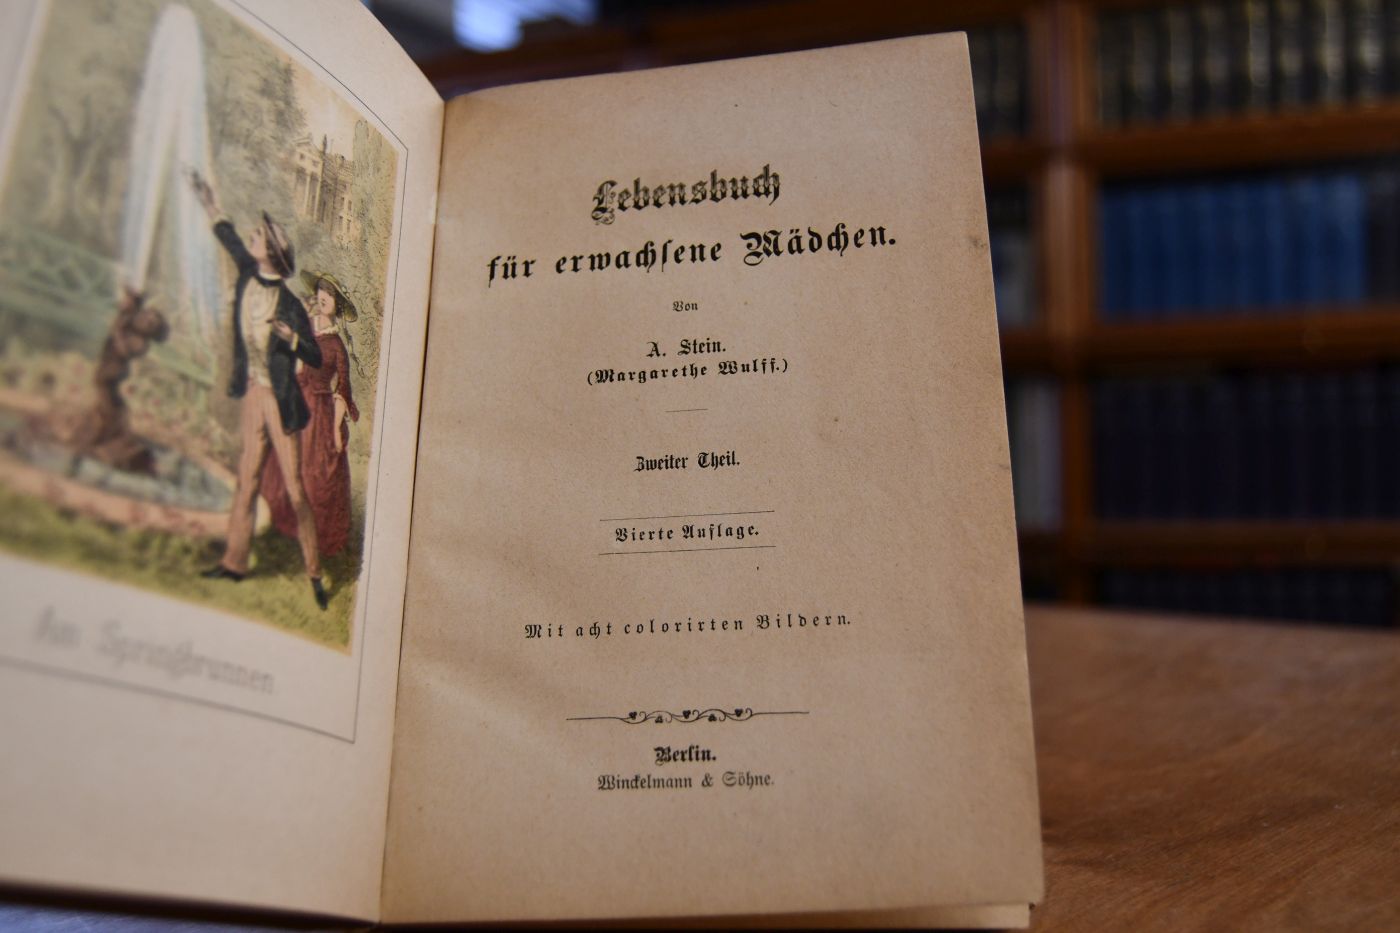 Am Springbrunnen
Lebensbuch
für erwachsene Mädchen.
Von
A. Stein.
(Margarethe Wulff.)
Zweiter Theil.
Vierte Auflage.
Mit acht colorirten Bildern.
Berlin.
Winckelmann & Söhne.